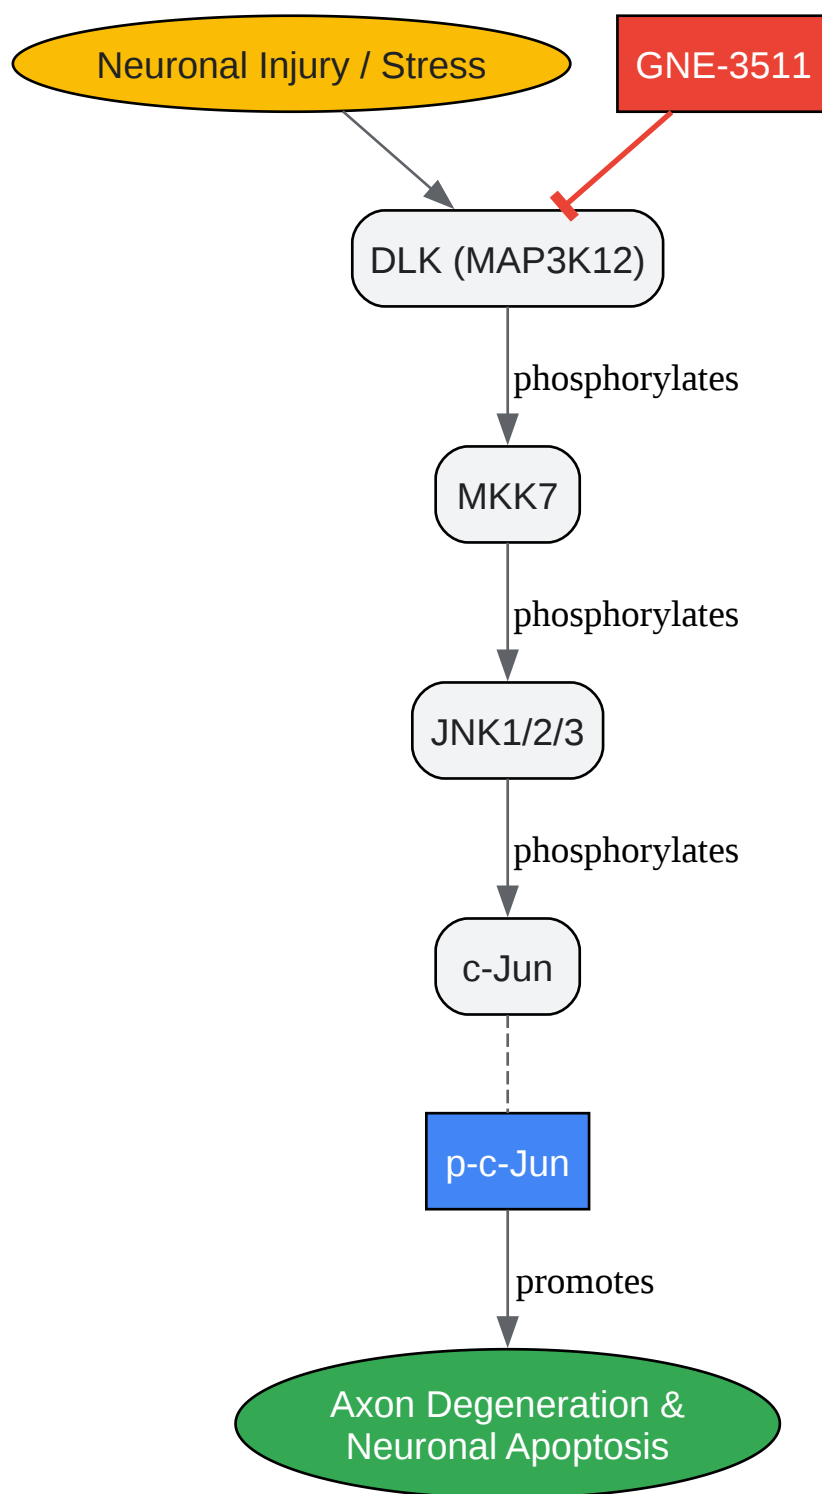 Neuronal Injury / Stress
GNE-3511
DLK (MAP3K12)
phosphorylates
MKK7
phosphorylates
JNK1/2/3
phosphorylates
c-Jun
p-c-Jun
promotes
Axon Degeneration &
Neuronal Apoptosis